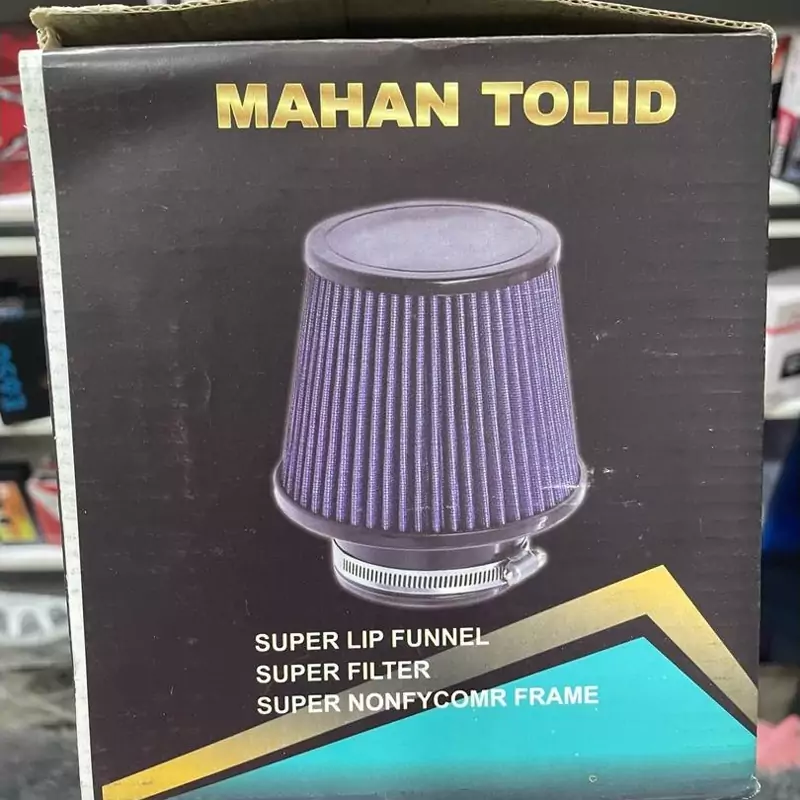 MAHAN TOLID
SUPER LIP FUNNEL
SUPER FILTER
SUPER NONFYCOMR FRAME